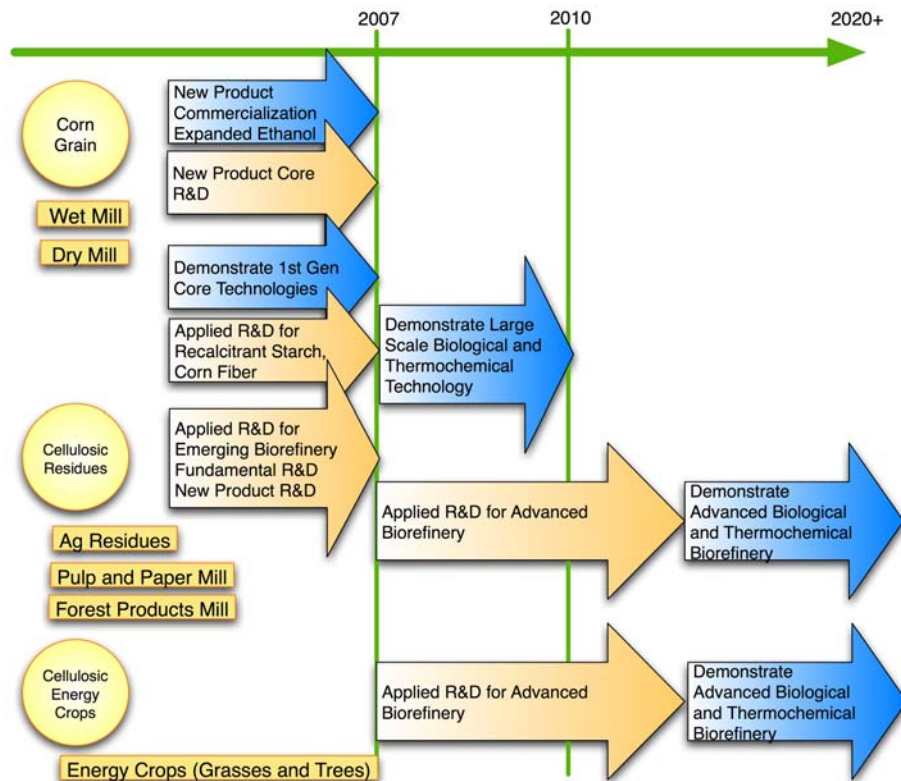 2007
2010
2020+
Corn
Grain
Wet Mill
Dry Mill
New Product
Commercialization
Expanded Ethanol
New Product Core
R&D
Demonstrate 1st Gen
Core Technologies
Applied R&D for
Recalcitrant Starch,
Corn Fiber
Demonstrate Large
Scale Biological and
Thermochemical
Technology
Cellulosic
Residues
Ag Residues
Pulp and Paper Mill
Forest Products Mill
Applied R&D for
Emerging Biorefinery
Fundamental R&D
New Product R&D
Applied R&D for Advanced
Biorefinery
Demonstrate
Advanced Biological
and Thermochemical
Biorefinery
Cellulosic
Energy
Crops
Energy Crops (Grasses and Trees)
Applied R&D for Advanced
Biorefinery
Demonstrate
Advanced Biological
and Thermochemical
Biorefinery